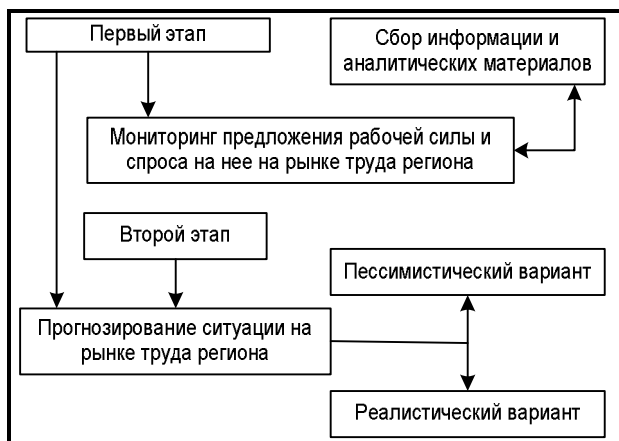 Первый этап
Сбор информации и
аналитических материалов
Мониторинг предложения рабочей силы и
спроса на нее на рынке труда региона
Второй этап
Пессимистический вариант
Прогнозирование ситуации на
рынке труда региона
Реалистический вариант